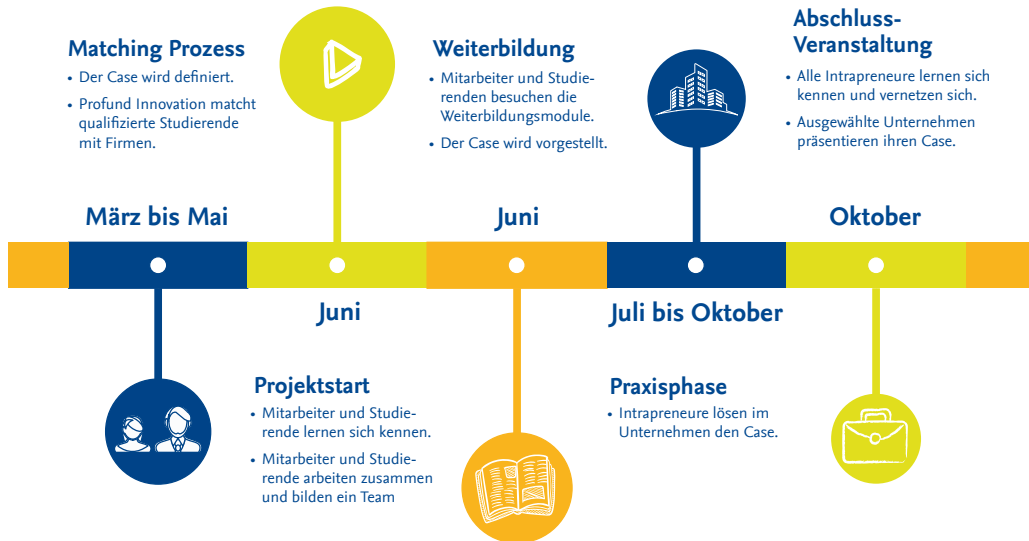 Matching Prozess
• Der Case wird definiert.
• Profund Innovation matcht
qualifizierte Studierende
mit Firmen.
März bis Mai
Juni
Projektstart
• Mitarbeiter und Studie-
rende lernen sich kennen.
• Mitarbeiter und Studie-
rende arbeiten zusammen
und bilden ein Team
Weiterbildung
• Mitarbeiter und Studie-
renden besuchen die
Weiterbildungsmodule.
• Der Case wird vorgestellt.
Juni
Juli bis Oktober
Praxisphase
• Intrapreneure lösen im
Unternehmen den Case.
Abschluss-
Veranstaltung
• Alle Intrapreneure lernen sich
kennen und vernetzen sich.
• Ausgewählte Unternehmen
präsentieren ihren Case.
Oktober